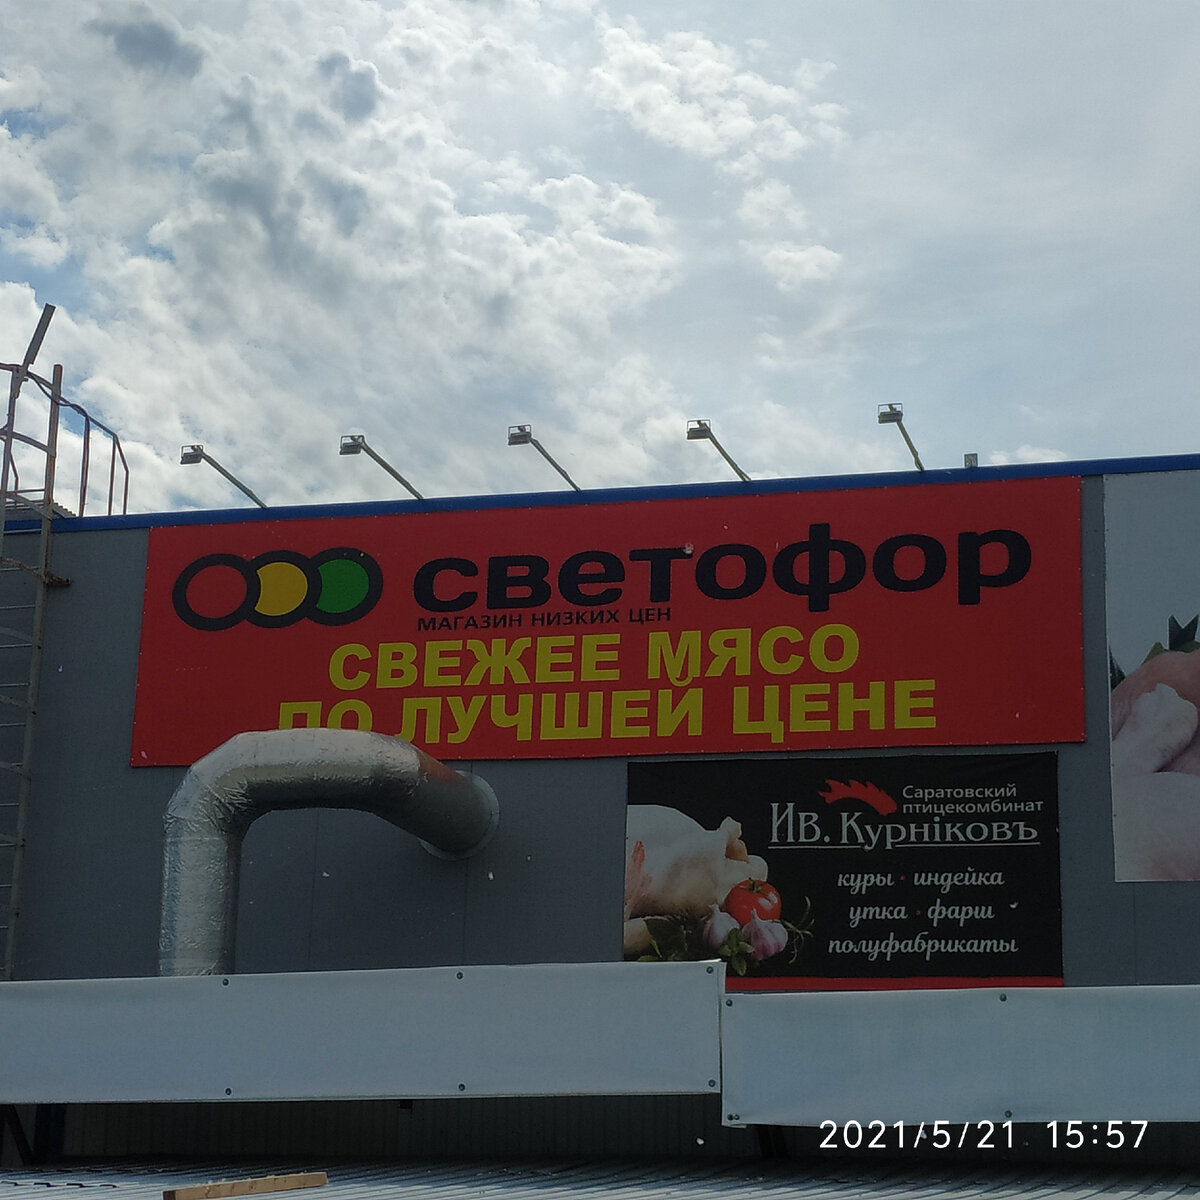 светофор
МАГАЗИН НИЗКИХ ЦЕН
СВЕЖЕЕ МЯСО
ПО ЛУЧШЕЙ ЦЕНЕ
Саратовский
птицекомбинат
Ив. Курнiковъ
куры • индейка
утка • фарш
полуфабрикаты
2021/5/21 15:57